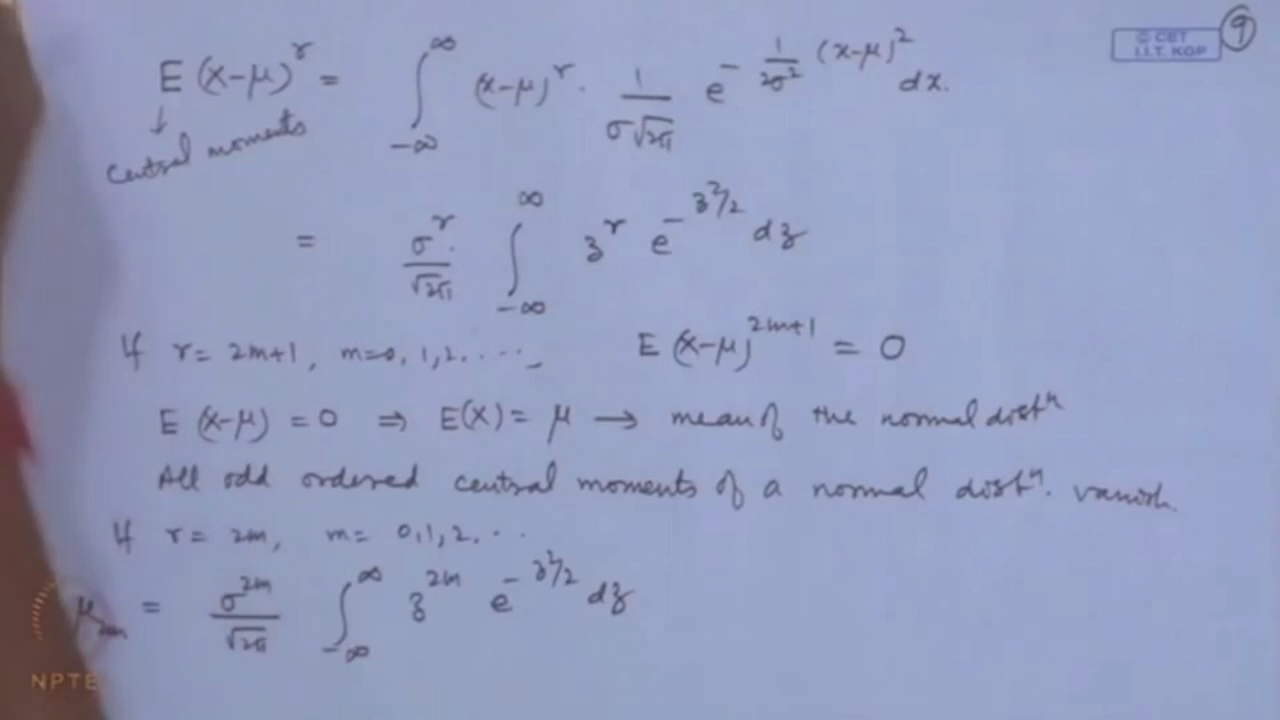 © CET
I.I.T. KGP
9
E (x-μ)^r = ∫_{-∞}^{∞} (x-μ)^r · 1/(σ√2π) e^{- 1/(2σ²) (x-μ)²} dx.
↓
Central moments
= σ^r/√2π ∫_{-∞}^{∞} z^r e^{-z²/2} dz
If r = 2m+1, m=0, 1, 2, ..... E (x-μ)^{2m+1} = 0
E (x-μ) = 0 ⇒ E(X) = μ → mean of the normal distⁿ
All odd ordered central moments of a normal distⁿ. vanish.
If r = 2m, m = 0, 1, 2, ...
μ_{2m} = σ^{2m}/√2π ∫_{-∞}^{∞} z^{2m} e^{-z²/2} dz
NPTE